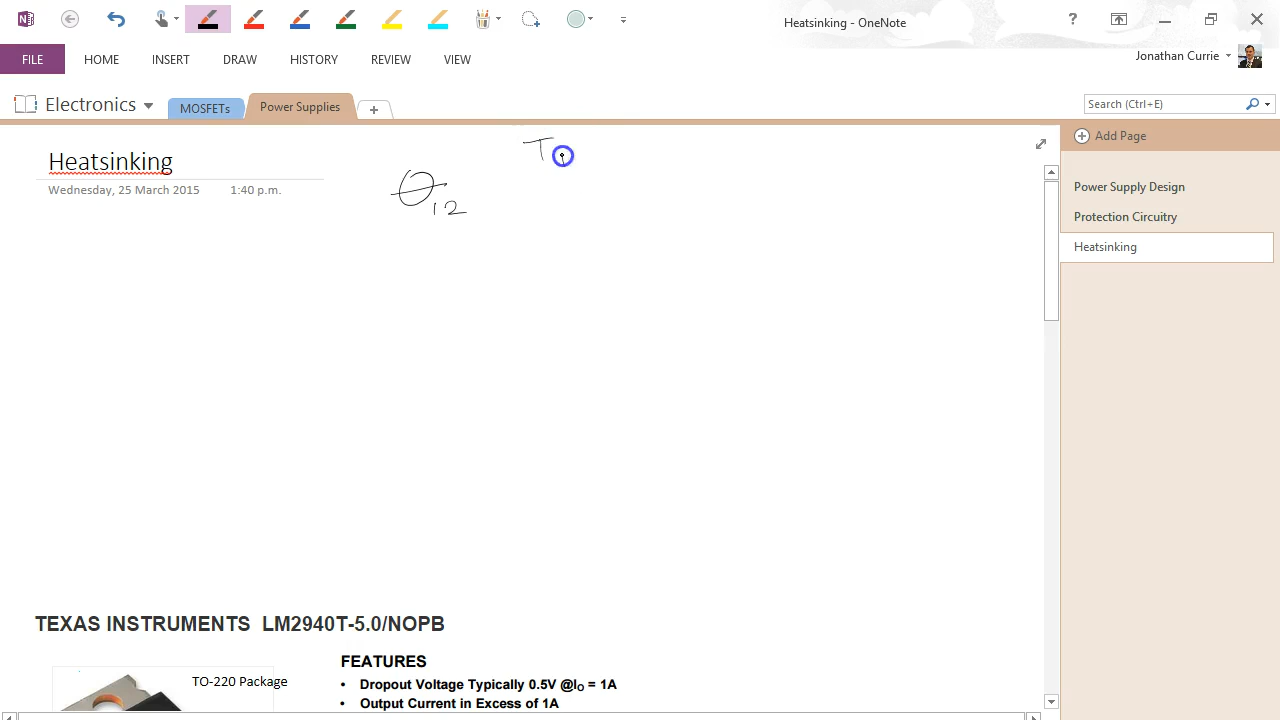 Heatsinking - OneNote
?
FILE HOME INSERT DRAW HISTORY REVIEW VIEW
Jonathan Currie
Electronics
MOSFETs
Power Supplies
+
Search (Ctrl+E)
Heatsinking
Wednesday, 25 March 2015 1:40 p.m.
θ12
T
Add Page
Power Supply Design
Protection Circuitry
Heatsinking
TEXAS INSTRUMENTS LM2940T-5.0/NOPB
TO-220 Package
FEATURES
• Dropout Voltage Typically 0.5V @IO = 1A
• Output Current in Excess of 1A